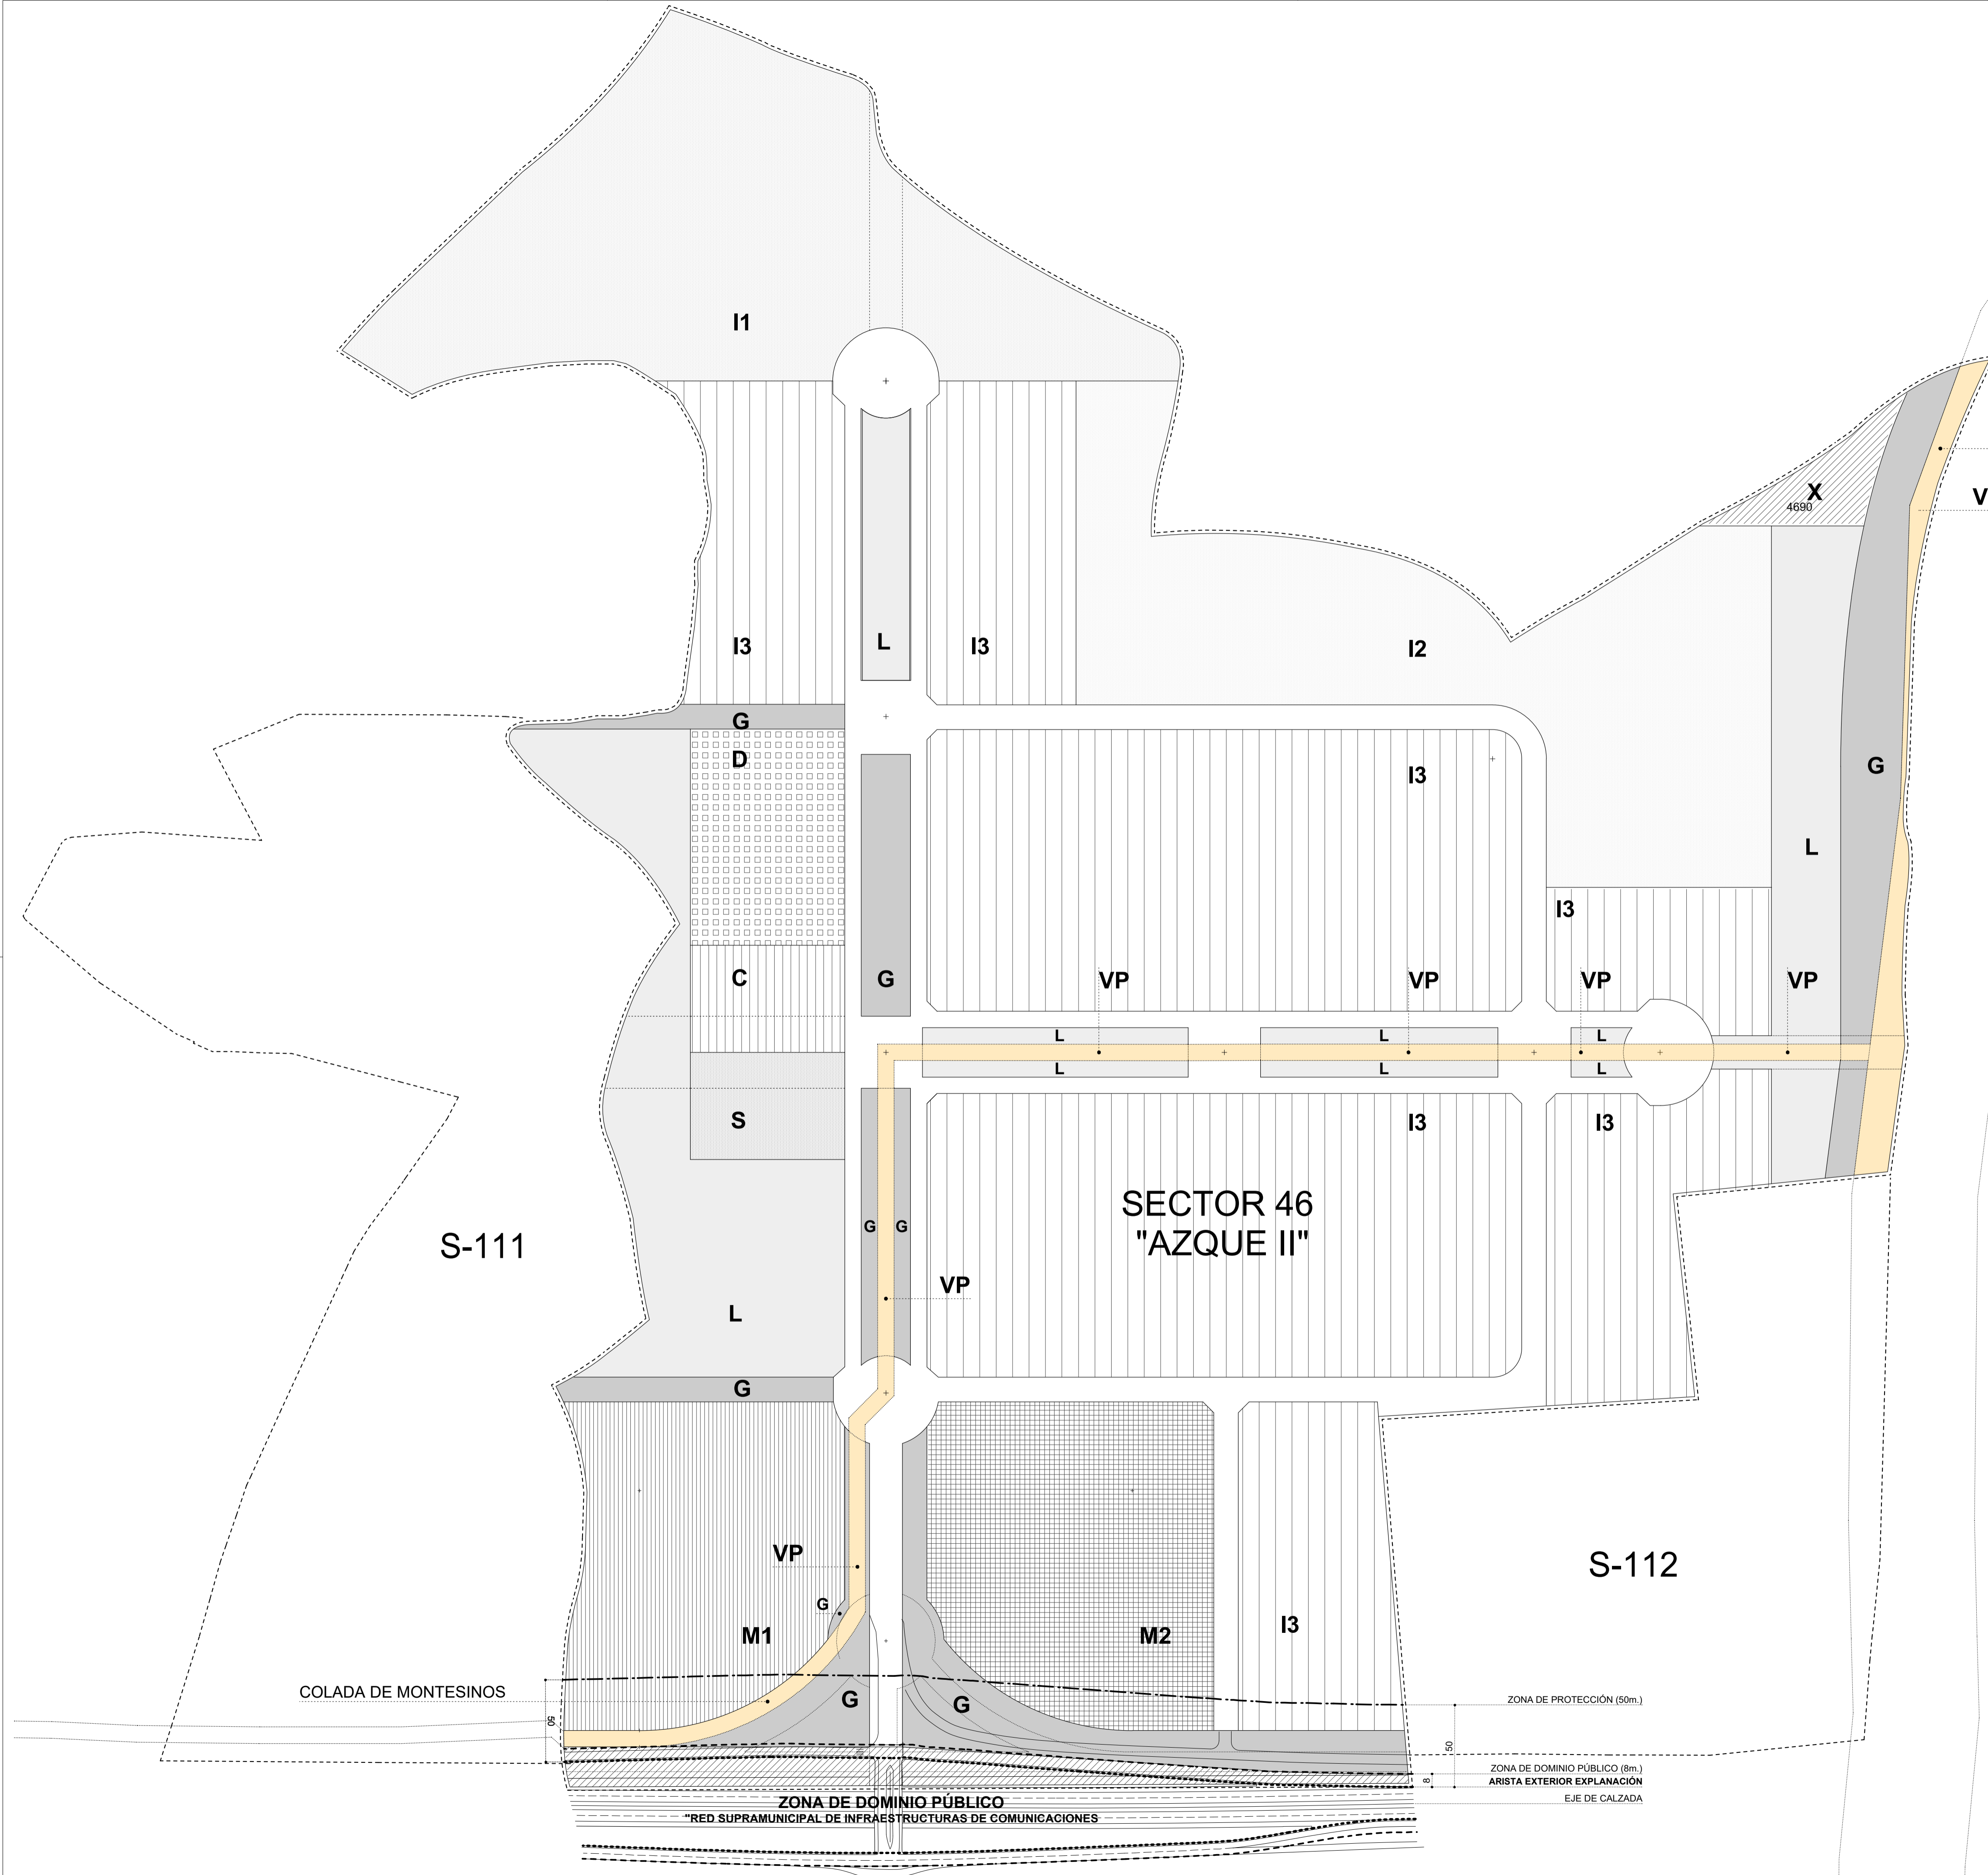 I1
X
4690
V
I3
L
I3
I2
G
D
I3
G
L
I3
C
G
VP
VP
VP
VP
L
L
L
L
L
L
S
I3
I3
SECTOR 46
"AZQUE II"
G
G
S-111
VP
L
G
VP
S-112
G
M1
M2
I3
COLADA DE MONTESINOS
G
G
ZONA DE PROTECCIÓN (50m.)
50
50
ZONA DE DOMINIO PÚBLICO (8m.)
8
ARISTA EXTERIOR EXPLANACIÓN
EJE DE CALZADA
ZONA DE DOMINIO PÚBLICO
"RED SUPRAMUNICIPAL DE INFRAESTRUCTURAS DE COMUNICACIONES